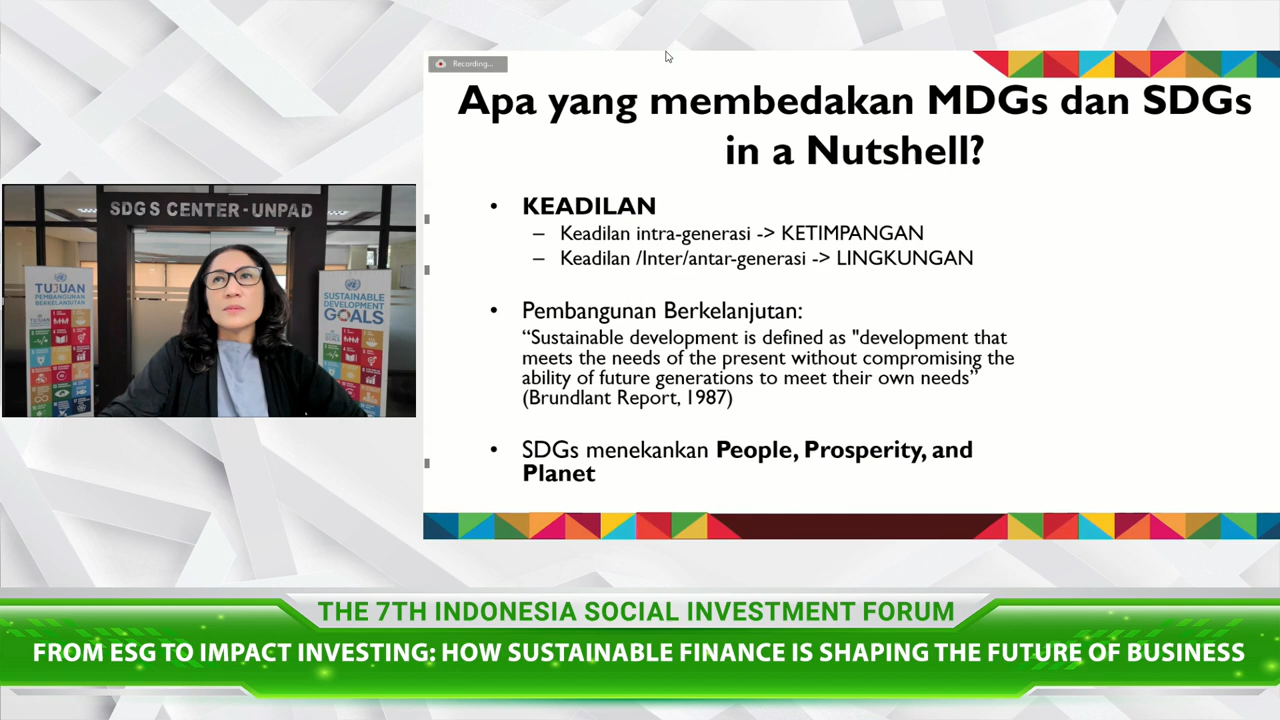 Recording...
Apa yang membedakan MDGs dan SDGs
in a Nutshell?
• KEADILAN
– Keadilan intra-generasi -> KETIMPANGAN
– Keadilan /Inter/antar-generasi -> LINGKUNGAN
• Pembangunan Berkelanjutan:
“Sustainable development is defined as "development that
meets the needs of the present without compromising the
ability of future generations to meet their own needs”
(Brundlant Report, 1987)
• SDGs menekankan People, Prosperity, and
Planet
SDGS CENTER-UNPAD
TUJUAN
PEMBANGUNAN
BERKELANJUTAN
SUSTAINABLE
DEVELOPMENT
GOALS
THE 7TH INDONESIA SOCIAL INVESTMENT FORUM
FROM ESG TO IMPACT INVESTING: HOW SUSTAINABLE FINANCE IS SHAPING THE FUTURE OF BUSINESS